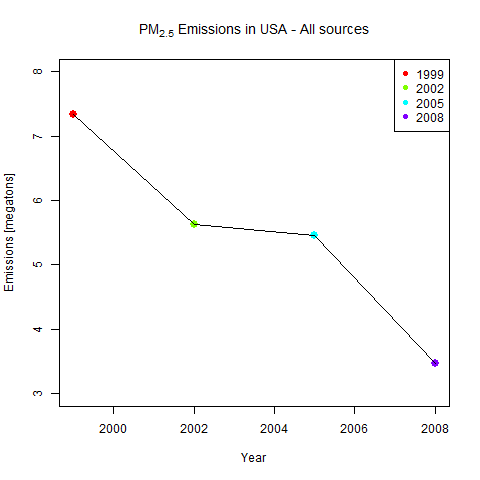 PM2.5 Emissions in USA - All sources
1999
2002
2005
2008
8
7
6
5
4
3
Emissions [megatons]
2000 2002 2004 2006 2008
Year